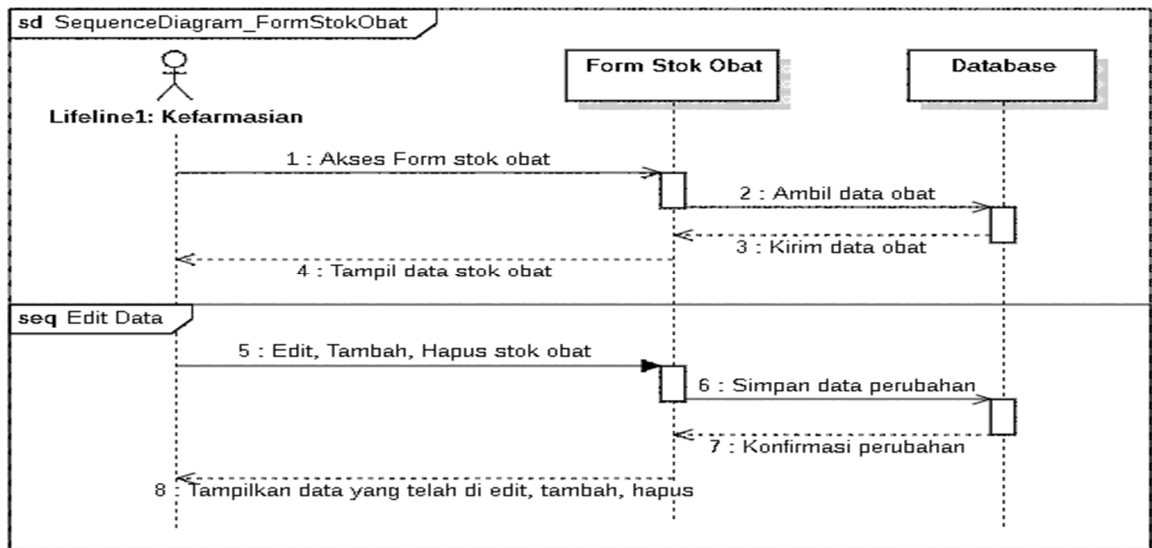 sd SequenceDiagram_FormStokObat
Form Stok Obat
Database
Lifeline1: Kefarmasian
1 : Akses Form stok obat
2 : Ambil data obat
3 : Kirim data obat
4 : Tampil data stok obat
seq Edit Data
5 : Edit, Tambah, Hapus stok obat
6 : Simpan data perubahan
7 : Konfirmasi perubahan
8 : Tampilkan data yang telah di edit, tambah, hapus